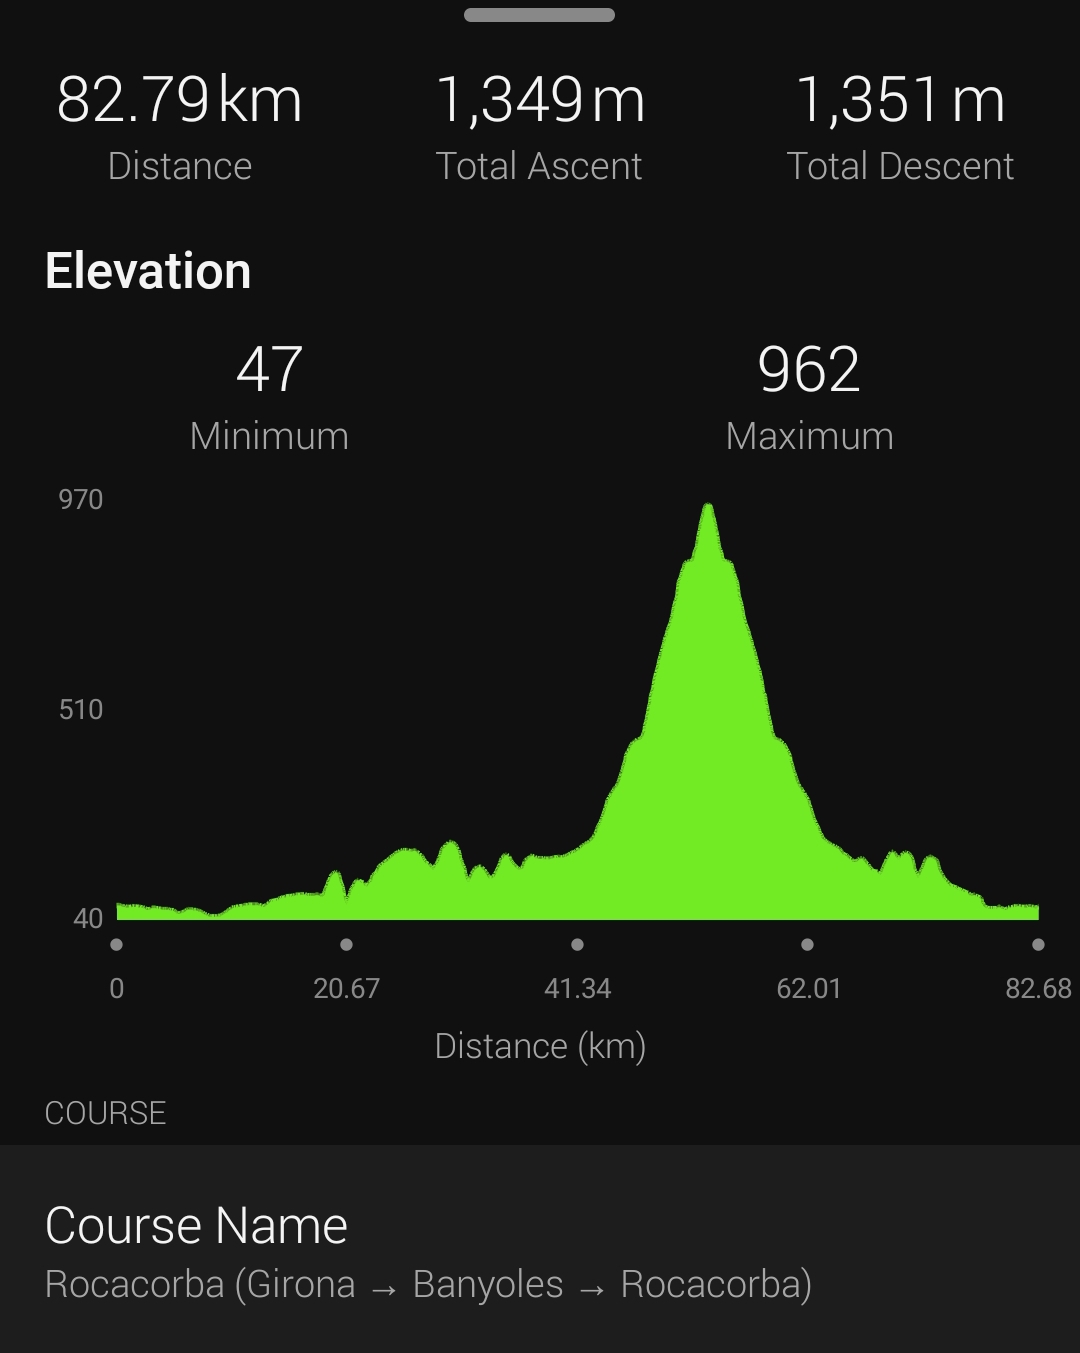 82.79 km 1,349 m 1,351 m
Distance Total Ascent Total Descent
Elevation
47 962
Minimum Maximum
970
510
40
0 20.67 41.34 62.01 82.68
Distance (km)
COURSE
Course Name
Rocacorba (Girona → Banyoles → Rocacorba)